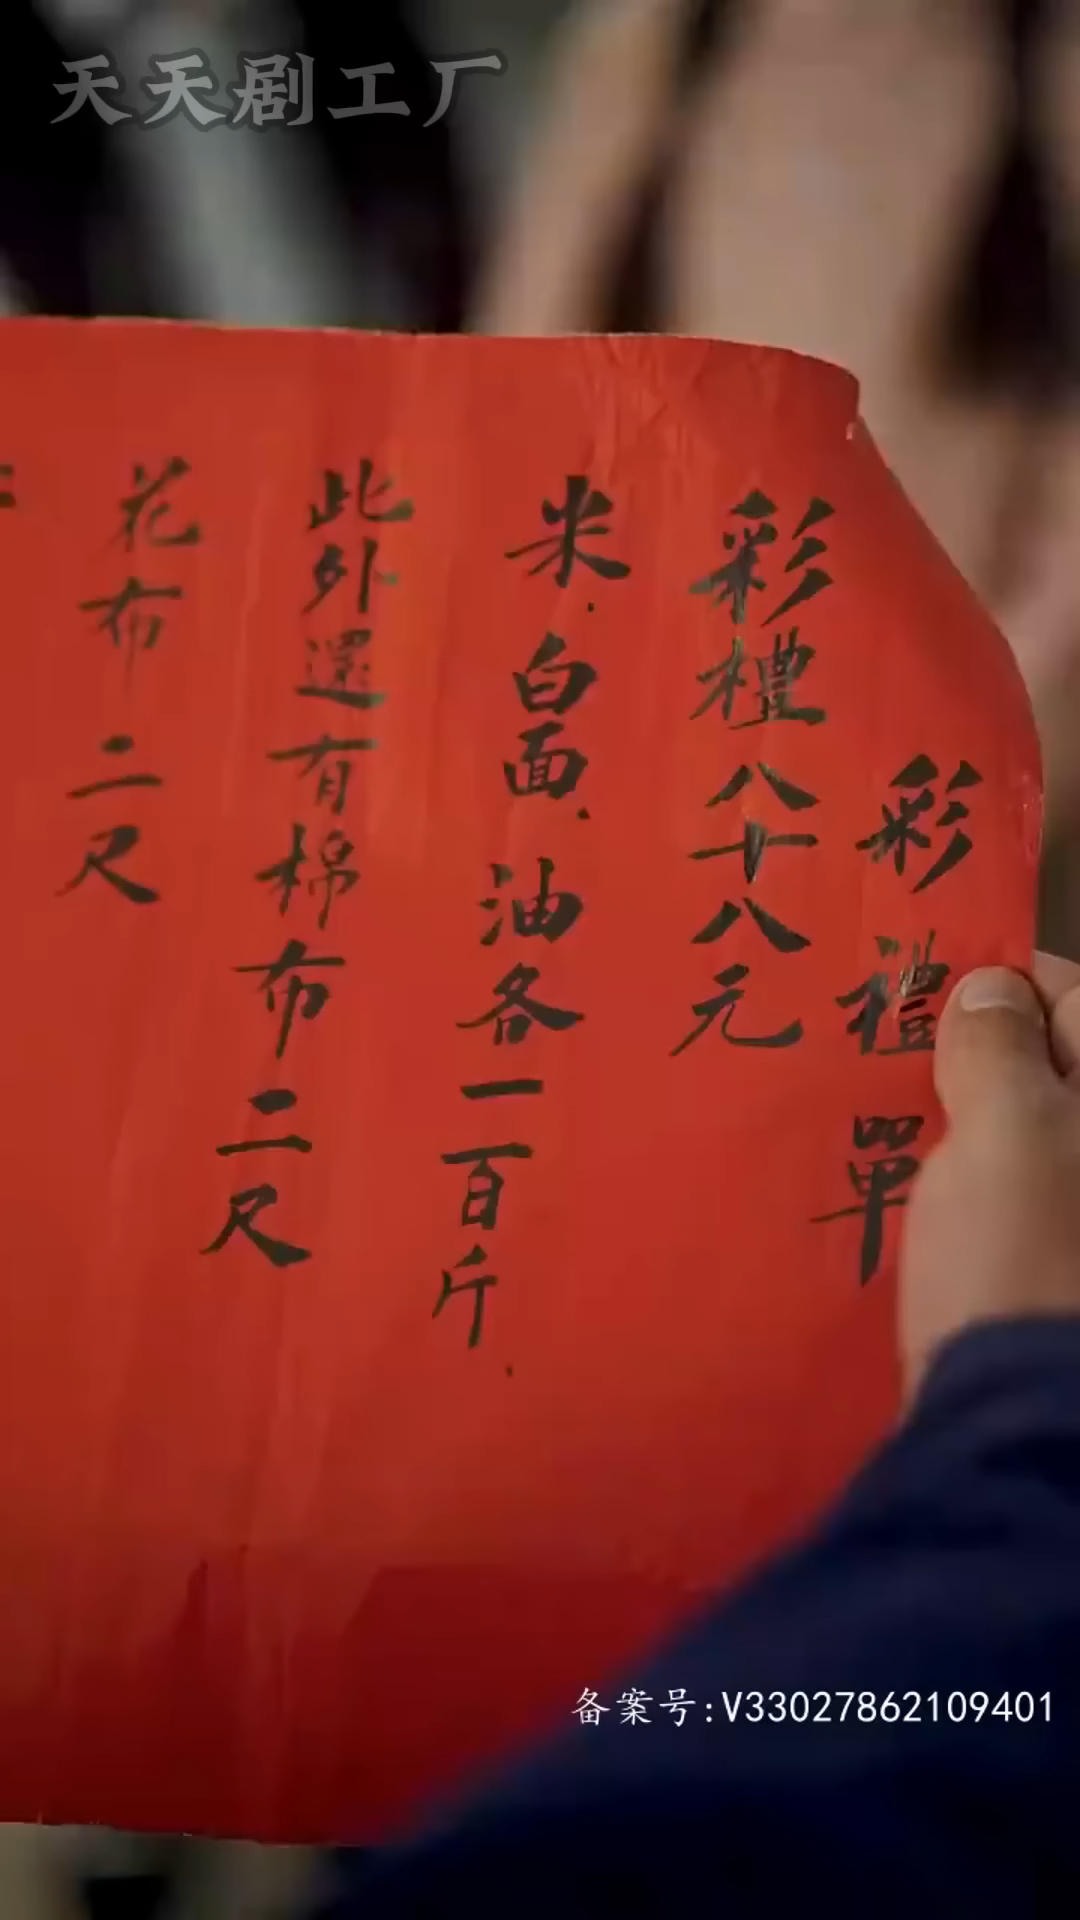 天天剧工厂
彩禮單
彩禮八十八元
米、白面、油各一百斤、
此外還有棉布二尺
花布二尺
备案号:V33027862109401